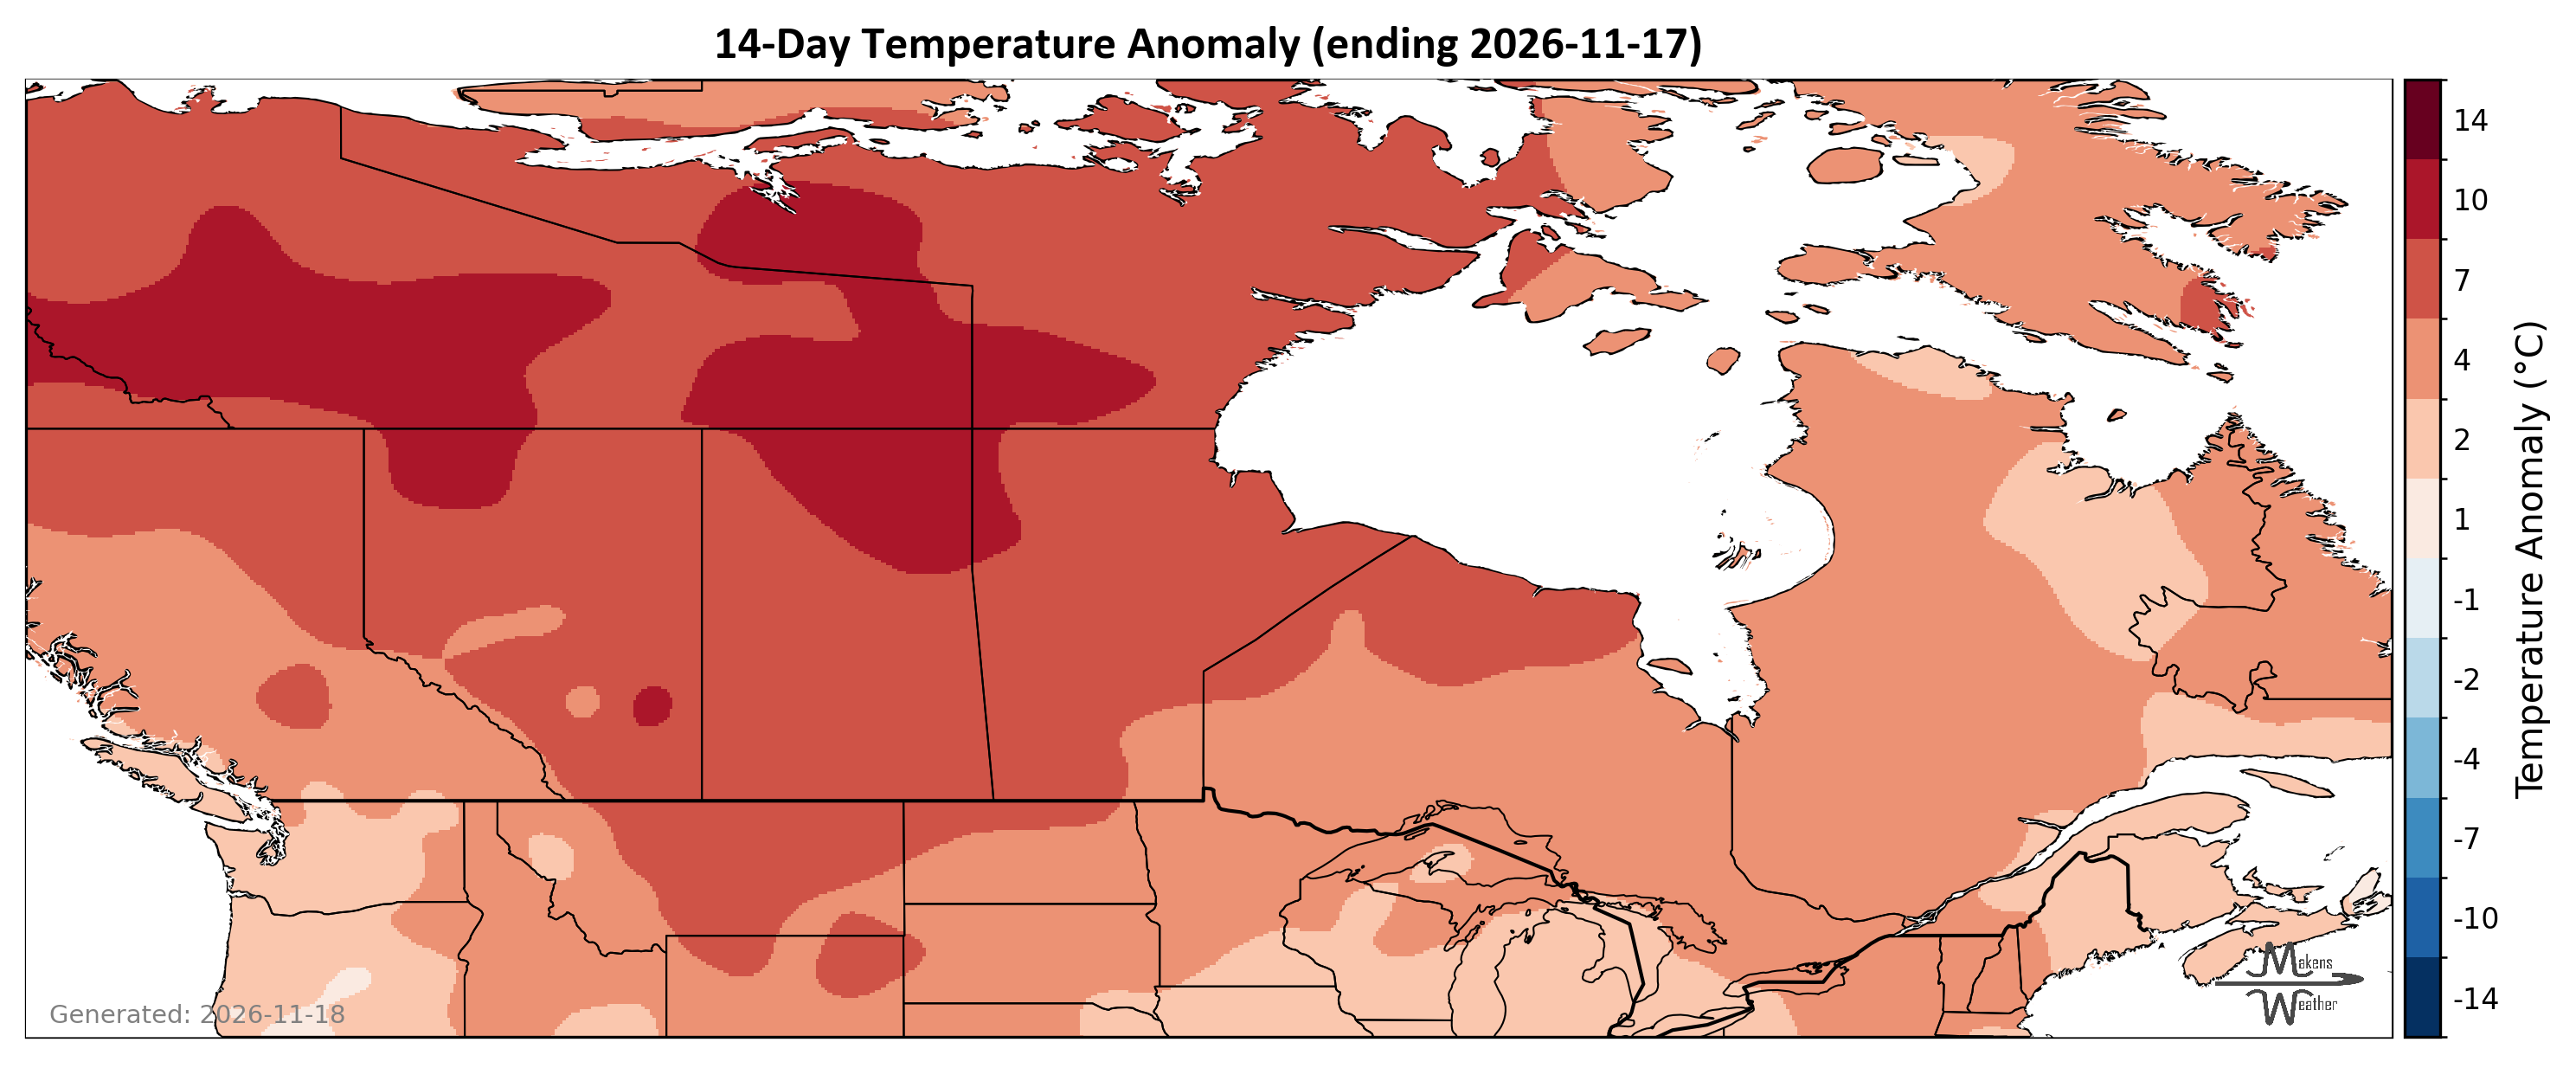 14-Day Temperature Anomaly (ending 2026-11-17)
14
10
7
4
2
1
-1
-2
-4
-7
-10
-14
Temperature Anomaly (°C)
Makens
Weather
Generated: 2026-11-18